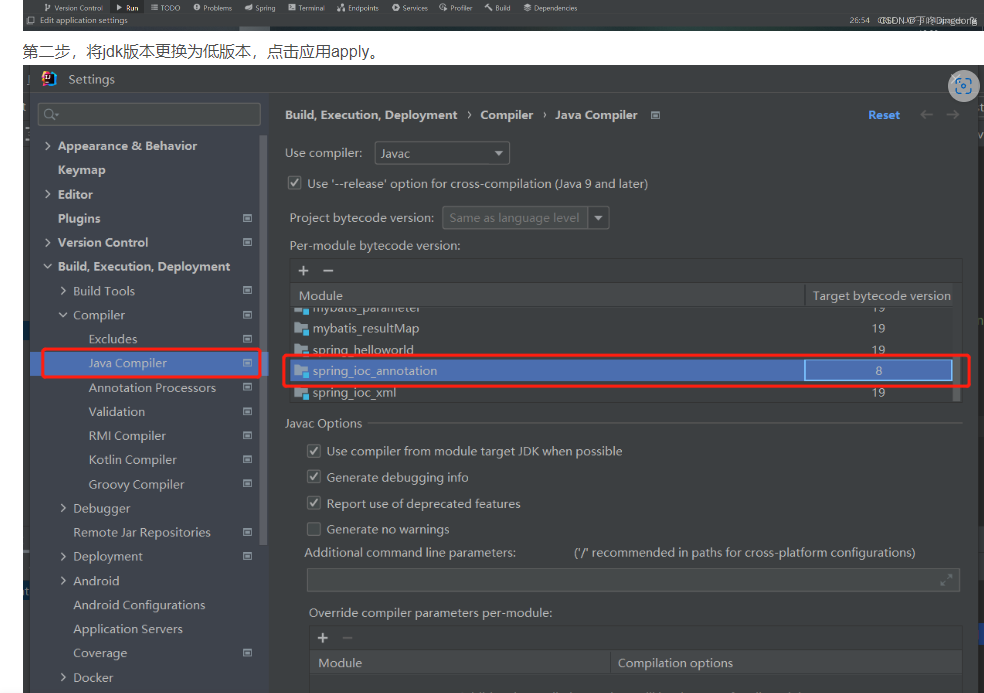 Version Control Run TODO Problems Spring Terminal Endpoints Services Profiler Build Dependencies
Edit application settings 26:54
第二步，将jdk版本更换为低版本，点击应用apply。
Settings
Build, Execution, Deployment › Compiler › Java Compiler Reset
Appearance & Behavior
Keymap
Editor
Plugins
Version Control
Build, Execution, Deployment
Build Tools
Compiler
Excludes
Java Compiler
Annotation Processors
Validation
RMI Compiler
Kotlin Compiler
Groovy Compiler
Debugger
Remote Jar Repositories
Deployment
Android
Android Configurations
Application Servers
Coverage
Docker
Use compiler: Javac
Use '--release' option for cross-compilation (Java 9 and later)
Project bytecode version: Same as language level
Per-module bytecode version:
Module Target bytecode version
mybatis_parameter 19
mybatis_resultMap 19
spring_helloworld 19
spring_ioc_annotation 8
spring_ioc_xml 19
Javac Options
Use compiler from module target JDK when possible
Generate debugging info
Report use of deprecated features
Generate no warnings
Additional command line parameters: ('/' recommended in paths for cross-platform configurations)
Override compiler parameters per-module:
Module Compilation options